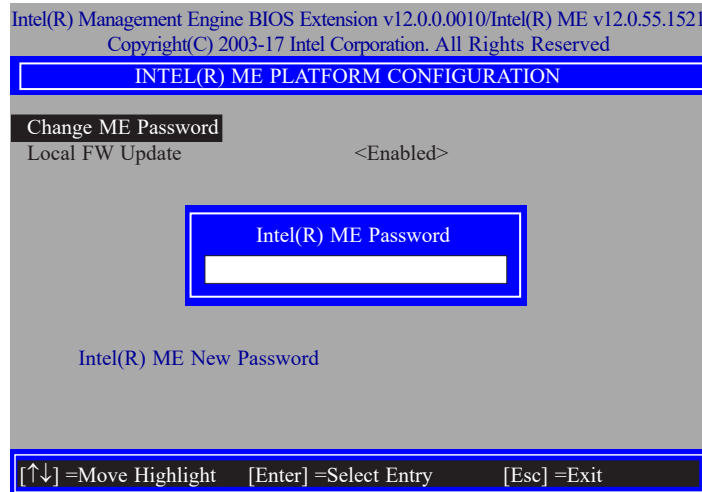 Intel(R) Management Engine BIOS Extension v12.0.0.0010/Intel(R) ME v12.0.55.1521
Copyright(C) 2003-17 Intel Corporation. All Rights Reserved
INTEL(R) ME PLATFORM CONFIGURATION
Change ME Password
Local FW Update <Enabled>
Intel(R) ME Password
Intel(R) ME New Password
[↑↓] =Move Highlight [Enter] =Select Entry [Esc] =Exit